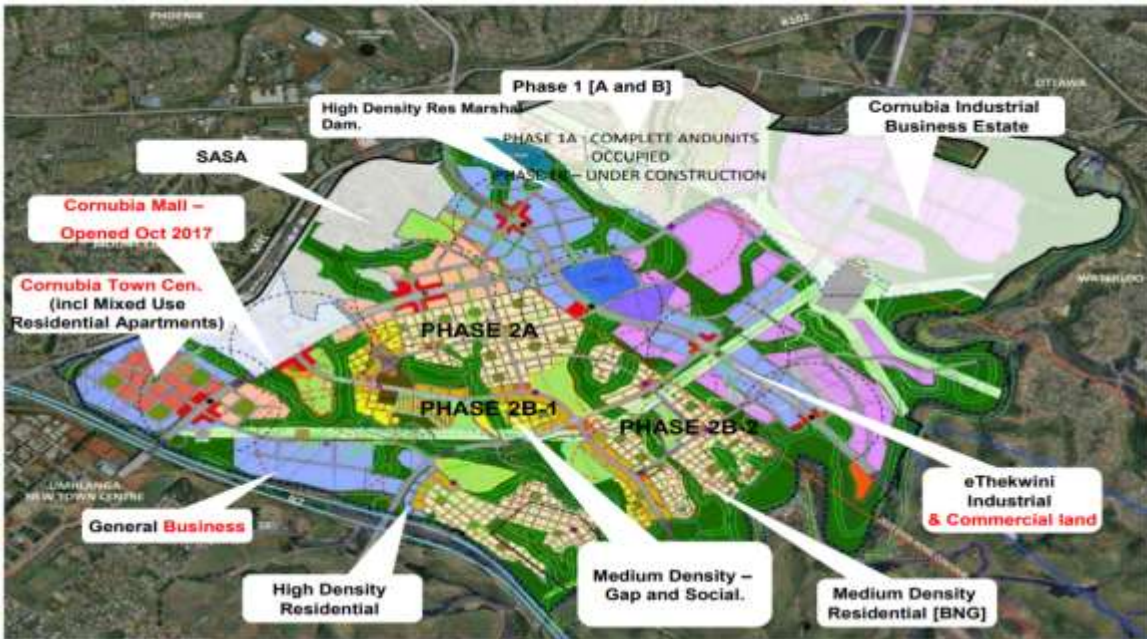 PHOENIX
R102
OTTAWA
Phase 1 [A and B]
High Density Res Marshal
Dam.
Cornubia Industrial
Business Estate
PHASE 1A : COMPLETE ANDUNITS
OCCUPIED
PHASE 1B – UNDER CONSTRUCTION
SASA
Cornubia Mall –
Opened Oct 2017
Cornubia Town Cen.
(incl Mixed Use
Residential Apartments)
PHASE 2A
PHASE 2B-1
PHASE 2B-2
UMHLANGA
NEW TOWN CENTRE
General Business
High Density
Residential
Medium Density –
Gap and Social.
Medium Density
Residential [BNG]
eThekwini
Industrial
& Commercial land